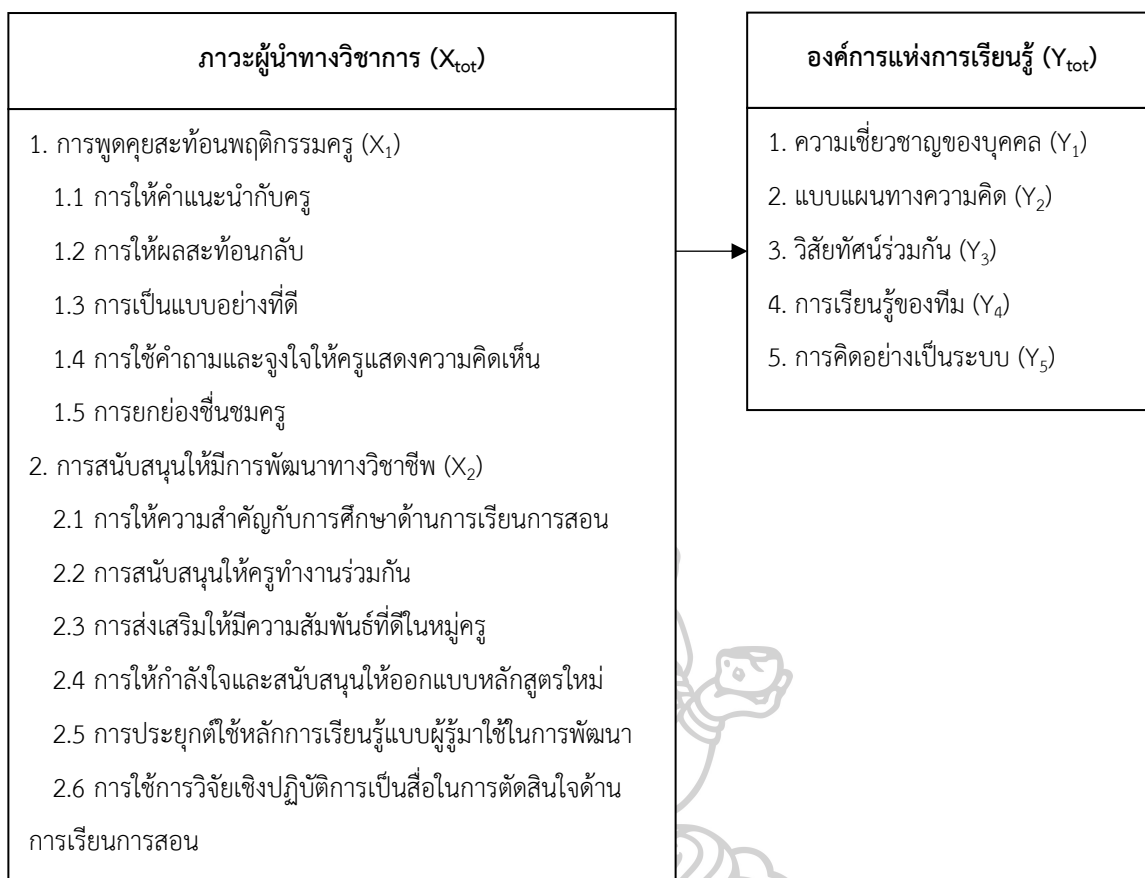 ภาวะผู้นำทางวิชาการ (Xtot)
1. การพูดคุยสะท้อนพฤติกรรมครู (X1)
1.1 การให้คำแนะนำกับครู
1.2 การให้ผลสะท้อนกลับ
1.3 การเป็นแบบอย่างที่ดี
1.4 การใช้คำถามและจูงใจให้ครูแสดงความคิดเห็น
1.5 การยกย่องชื่นชมครู
2. การสนับสนุนให้มีการพัฒนาทางวิชาชีพ (X2)
2.1 การให้ความสำคัญกับการศึกษาด้านการเรียนการสอน
2.2 การสนับสนุนให้ครูทำงานร่วมกัน
2.3 การส่งเสริมให้มีความสัมพันธ์ที่ดีในหมู่ครู
2.4 การให้กำลังใจและสนับสนุนให้ออกแบบหลักสูตรใหม่
2.5 การประยุกต์ใช้หลักการเรียนรู้แบบผู้รู้มาใช้ในการพัฒนา
2.6 การใช้การวิจัยเชิงปฏิบัติการเป็นสื่อในการตัดสินใจด้าน
การเรียนการสอน
องค์การแห่งการเรียนรู้ (Ytot)
1. ความเชี่ยวชาญของบุคคล (Y1)
2. แบบแผนทางความคิด (Y2)
3. วิสัยทัศน์ร่วมกัน (Y3)
4. การเรียนรู้ของทีม (Y4)
5. การคิดอย่างเป็นระบบ (Y5)